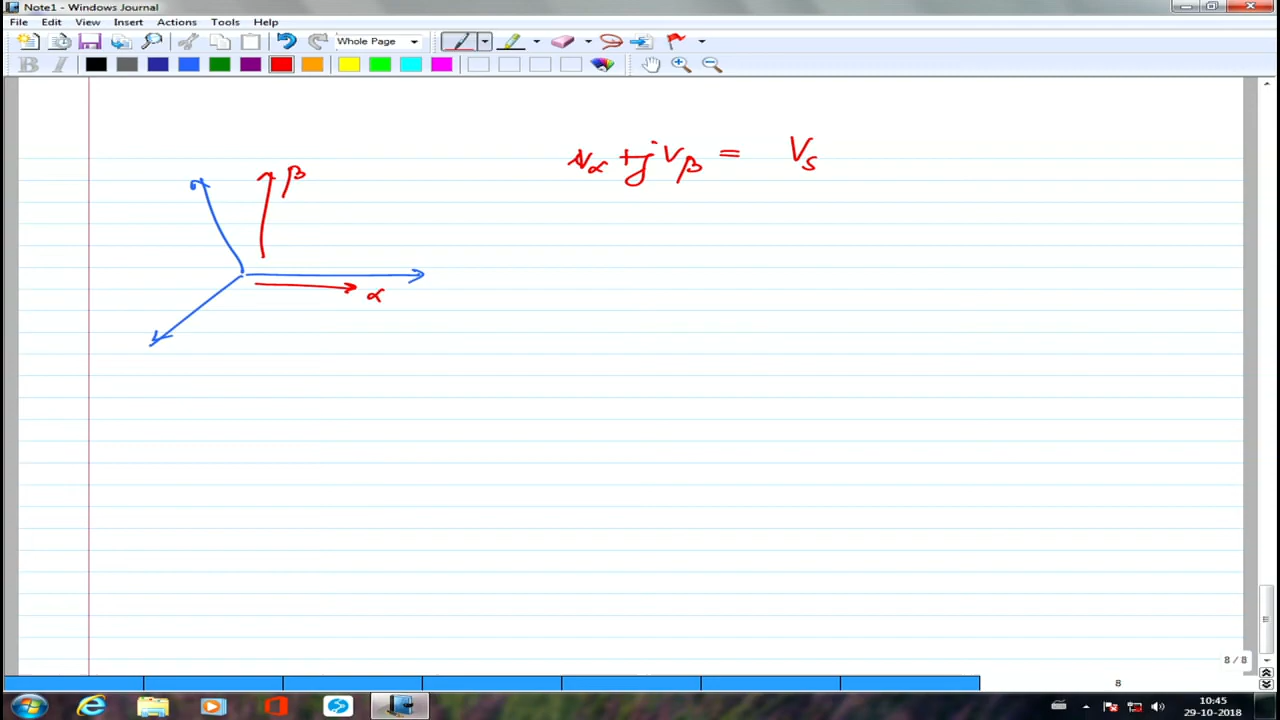 Note1 - Windows Journal
File Edit View Insert Actions Tools Help
Whole Page
B I
vα + j vβ = Vs
β
α
8 / 8
8
10:45
29-10-2018